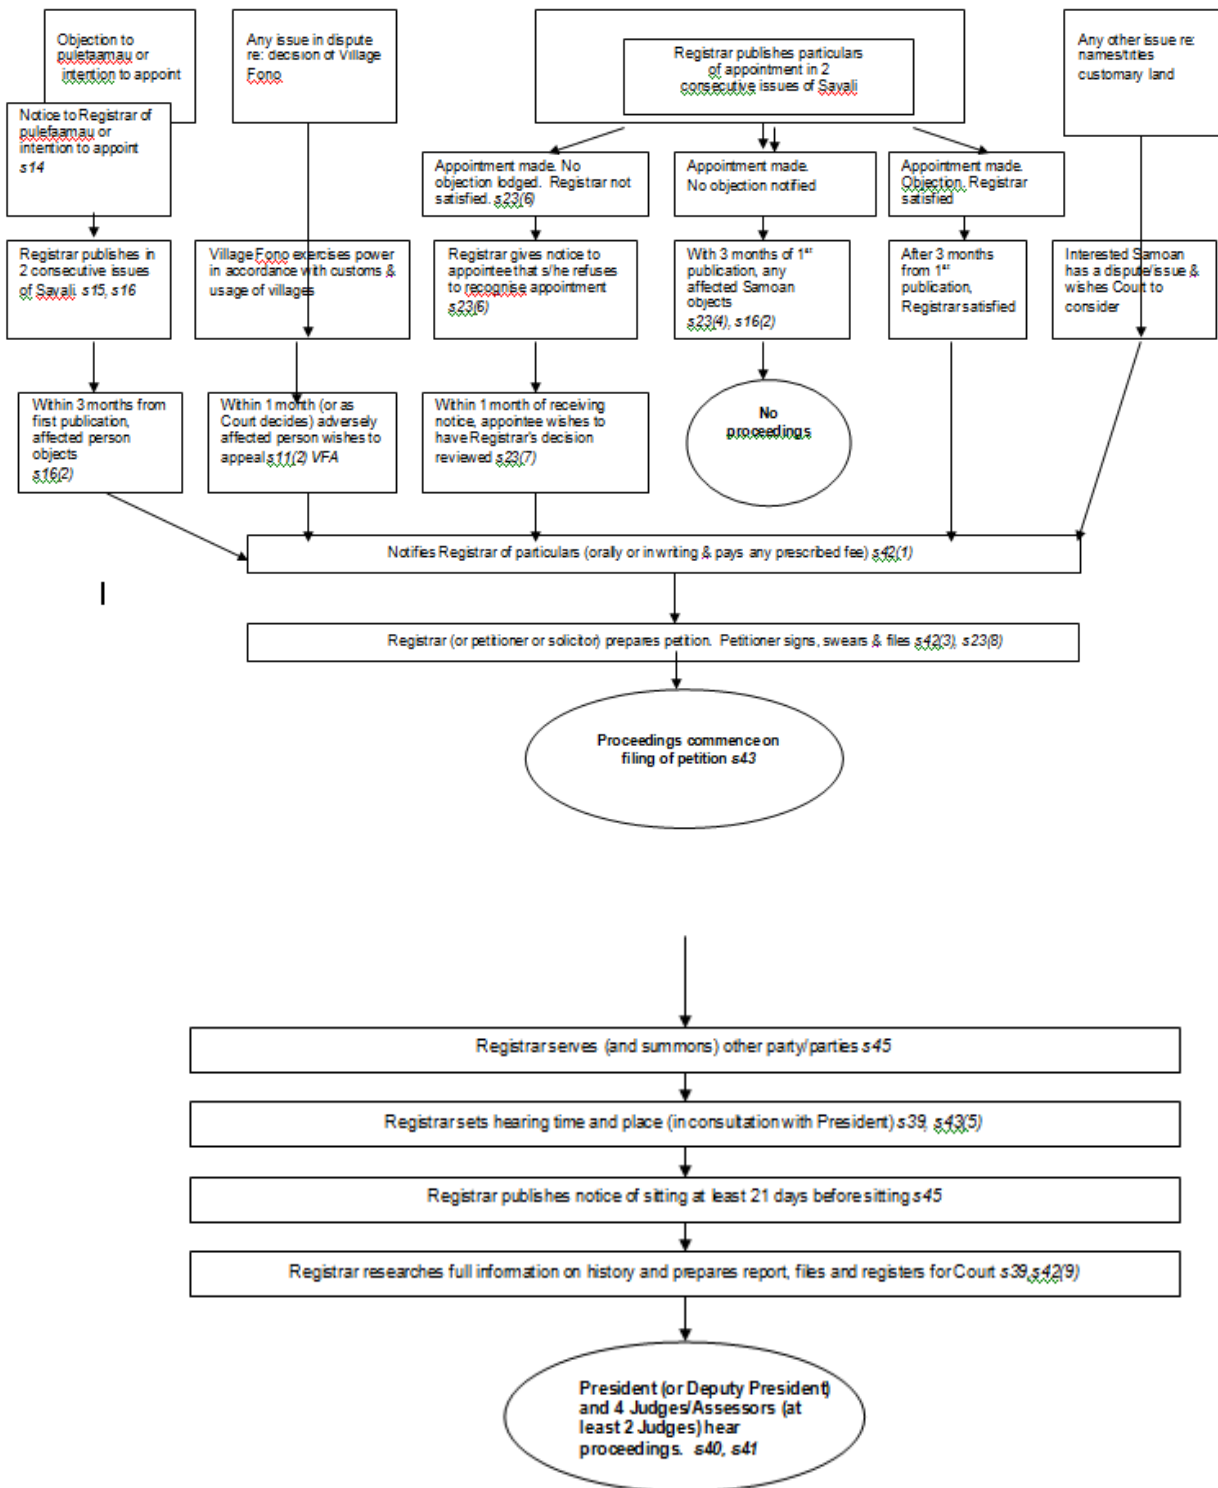 Objection to
pulefaamau or
intention to appoint
Any issue in dispute
re: decision of Village
Fono
Registrar publishes particulars
of appointment in 2
consecutive issues of Savali
Any other issue re:
names/titles
customary land
Notice to Registrar of
pulefaamau or
intention to appoint
s14
Appointment made. No
objection lodged. Registrar not
satisfied. s23(6)
Appointment made.
No objection notified
Appointment made.
Objection. Registrar
satisfied
Registrar publishes in
2 consecutive issues
of Savali. s15, s16
Village Fono exercises power
in accordance with customs &
usage of villages
Registrar gives notice to
appointee that s/he refuses
to recognise appointment
s23(6)
With 3 months of 1st
publication, any
affected Samoan
objects
s23(4), s16(2)
After 3 months
from 1st
publication,
Registrar satisfied
Interested Samoan
has a dispute/issue &
wishes Court to
consider
Within 3 months from
first publication,
affected person
objects
s16(2)
Within 1 month (or as
Court decides) adversely
affected person wishes to
appeal s11(2) VFA
Within 1 month of receiving
notice, appointee wishes to
have Registrar's decision
reviewed s23(7)
No
proceedings
Notifies Registrar of particulars (orally or in writing & pays any prescribed fee) s42(1)
Registrar (or petitioner or solicitor) prepares petition. Petitioner signs, swears & files s42(3), s23(8)
Proceedings commence on
filing of petition s43
Registrar serves (and summons) other party/parties s45
Registrar sets hearing time and place (in consultation with President) s39, s43(5)
Registrar publishes notice of sitting at least 21 days before sitting s45
Registrar researches full information on history and prepares report, files and registers for Court s39,s42(9)
President (or Deputy President)
and 4 Judges/Assessors (at
least 2 Judges) hear
proceedings. s40, s41